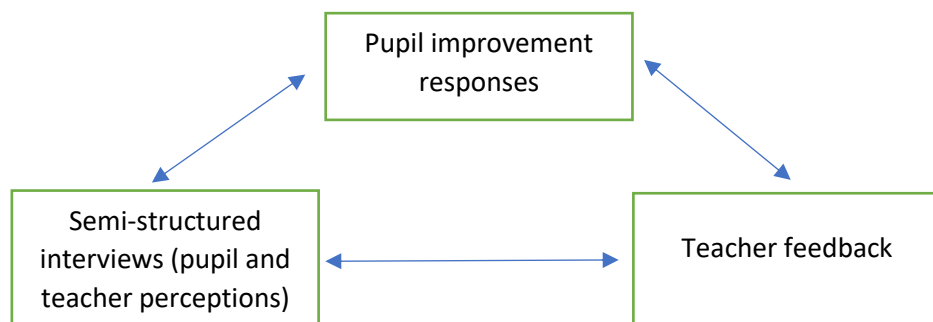 Pupil improvement
responses
Semi-structured
interviews (pupil and
teacher perceptions)
Teacher feedback